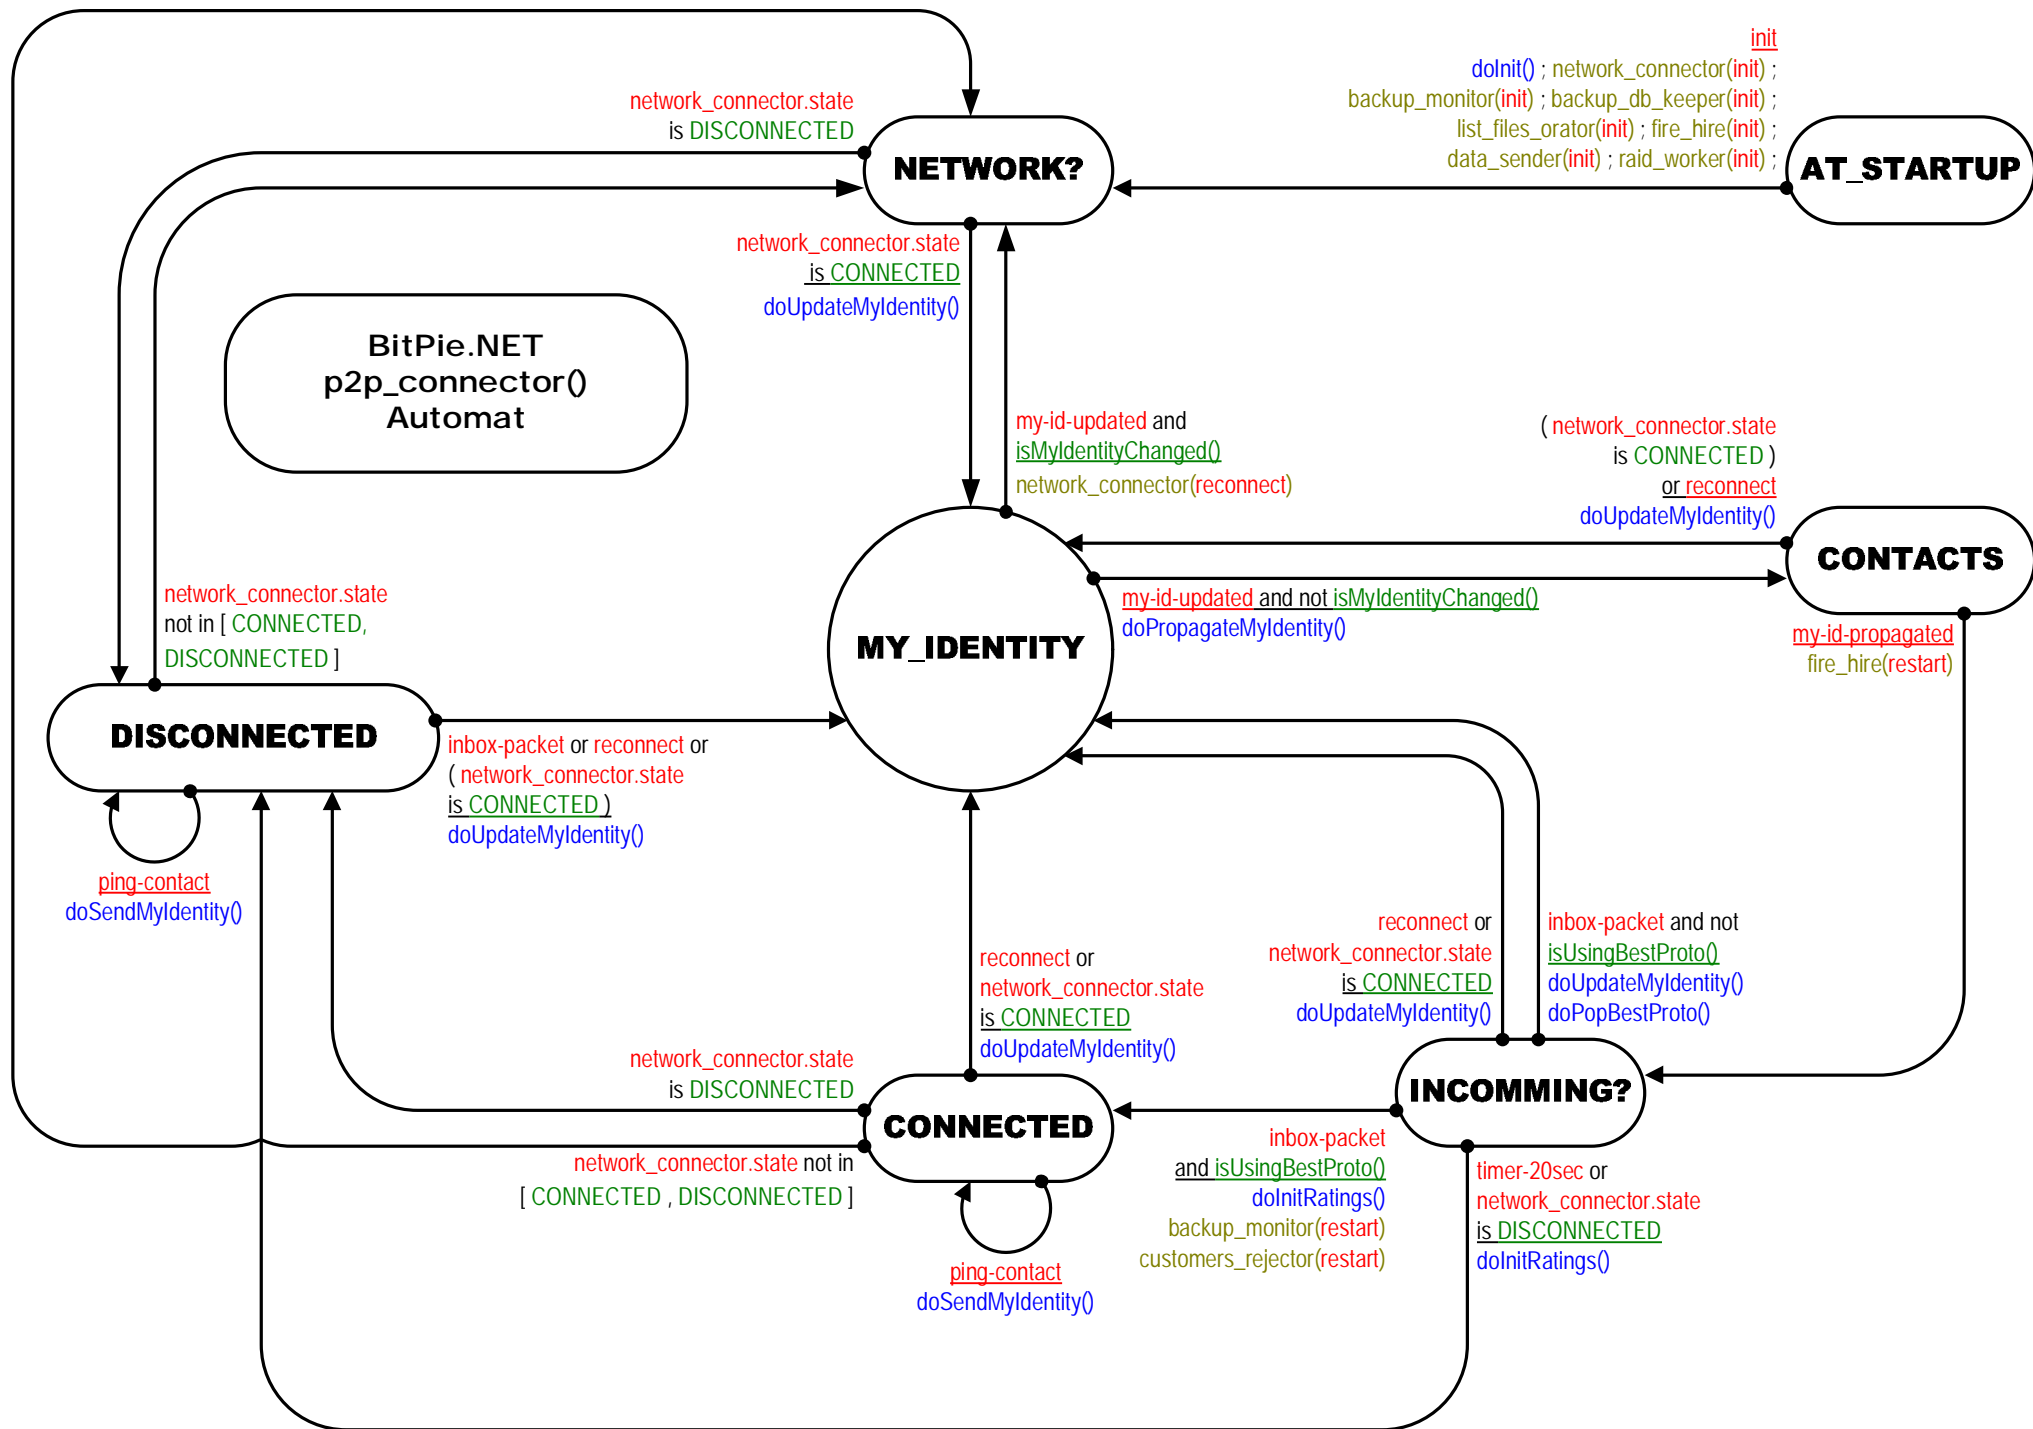 init
doInit() ; network_connector(init) ;
backup_monitor(init) ; backup_db_keeper(init) ;
list_files_orator(init) ; fire_hire(init) ;
data_sender(init) ; raid_worker(init) ;
AT_STARTUP
network_connector.state
is DISCONNECTED
NETWORK?
network_connector.state
is CONNECTED
doUpdateMyIdentity()
BitPie.NET
p2p_connector()
Automat
my-id-updated and
isMyIdentityChanged()
network_connector(reconnect)
( network_connector.state
is CONNECTED )
or reconnect
doUpdateMyIdentity()
CONTACTS
network_connector.state
not in [ CONNECTED,
DISCONNECTED ]
MY_IDENTITY
my-id-updated and not isMyIdentityChanged()
doPropagateMyIdentity()
my-id-propagated
fire_hire(restart)
DISCONNECTED
inbox-packet or reconnect or
( network_connector.state
is CONNECTED )
doUpdateMyIdentity()
ping-contact
doSendMyIdentity()
reconnect or
network_connector.state
is CONNECTED
doUpdateMyIdentity()
reconnect or
network_connector.state
is CONNECTED
doUpdateMyIdentity()
inbox-packet and not
isUsingBestProto()
doUpdateMyIdentity()
doPopBestProto()
network_connector.state
is DISCONNECTED
CONNECTED
INCOMMING?
network_connector.state not in
[ CONNECTED , DISCONNECTED ]
inbox-packet
and isUsingBestProto()
doInitRatings()
backup_monitor(restart)
customers_rejector(restart)
timer-20sec or
network_connector.state
is DISCONNECTED
doInitRatings()
ping-contact
doSendMyIdentity()